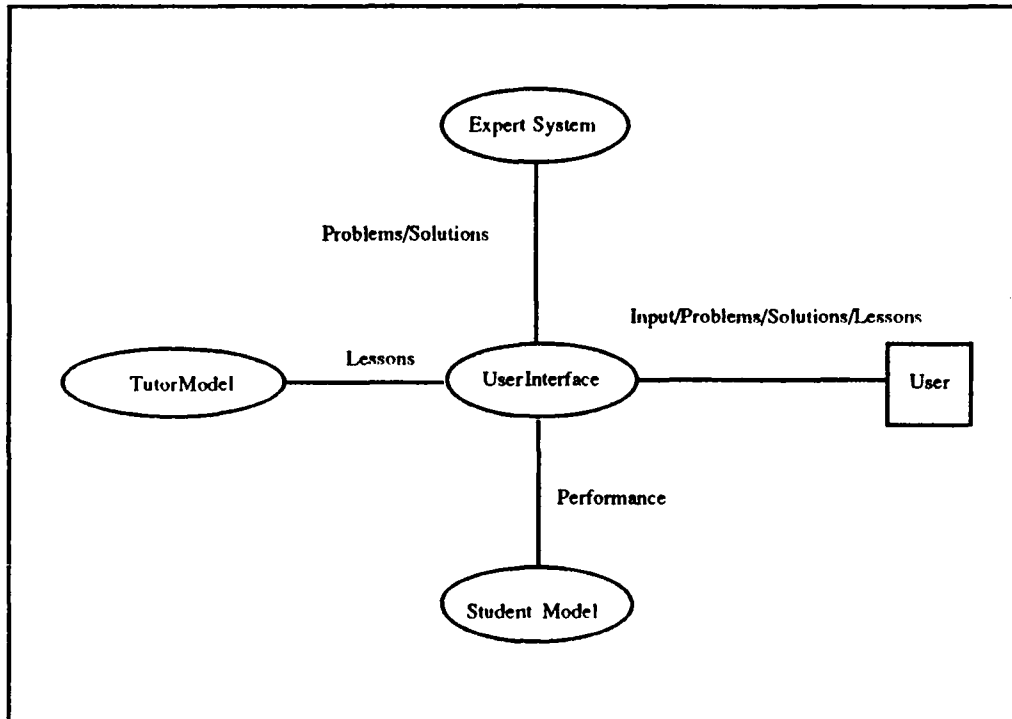 Expert System
Problems/Solutions
Input/Problems/Solutions/Lessons
Lessons
TutorModel
UserInterface
User
Performance
Student Model